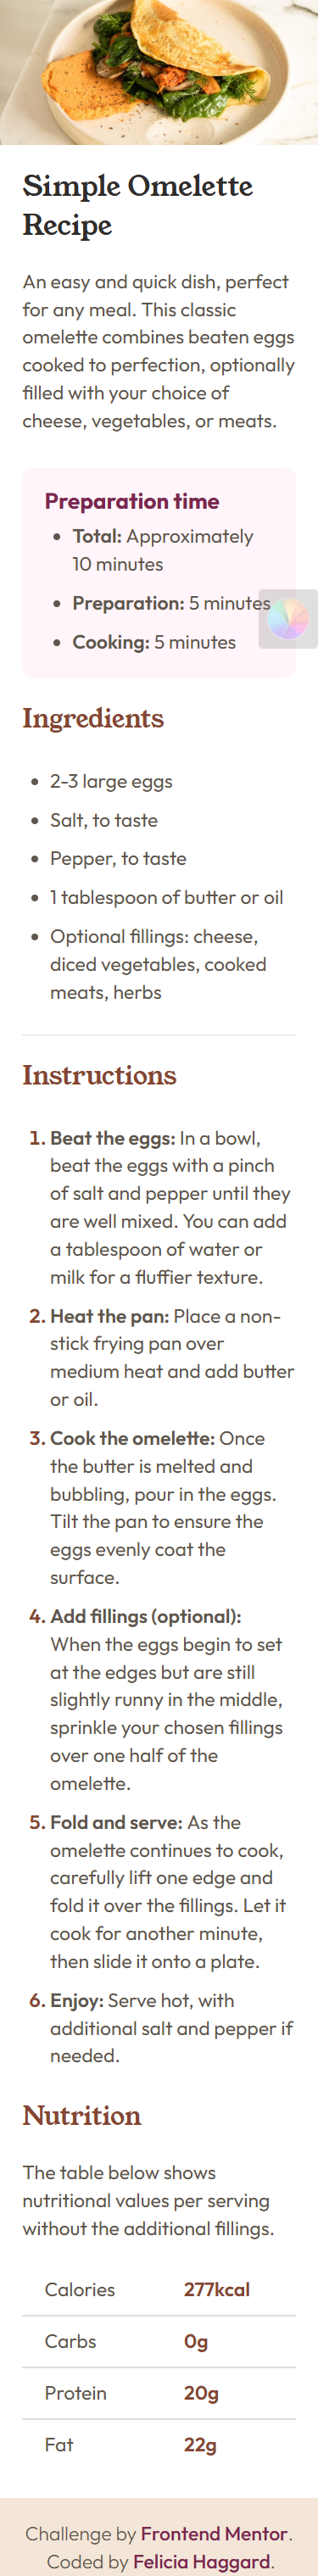 Simple Omelette
Recipe
An easy and quick dish, perfect
for any meal. This classic
omelette combines beaten eggs
cooked to perfection, optionally
filled with your choice of
cheese, vegetables, or meats.
Preparation time
• Total: Approximately
10 minutes
• Preparation: 5 minutes
• Cooking: 5 minutes
Ingredients
• 2-3 large eggs
• Salt, to taste
• Pepper, to taste
• 1 tablespoon of butter or oil
• Optional fillings: cheese,
diced vegetables, cooked
meats, herbs
Instructions
1. Beat the eggs: In a bowl,
beat the eggs with a pinch
of salt and pepper until they
are well mixed. You can add
a tablespoon of water or
milk for a fluffier texture.
2. Heat the pan: Place a non-
stick frying pan over
medium heat and add butter
or oil.
3. Cook the omelette: Once
the butter is melted and
bubbling, pour in the eggs.
Tilt the pan to ensure the
eggs evenly coat the
surface.
4. Add fillings (optional):
When the eggs begin to set
at the edges but are still
slightly runny in the middle,
sprinkle your chosen fillings
over one half of the
omelette.
5. Fold and serve: As the
omelette continues to cook,
carefully lift one edge and
fold it over the fillings. Let it
cook for another minute,
then slide it onto a plate.
6. Enjoy: Serve hot, with
additional salt and pepper if
needed.
Nutrition
The table below shows
nutritional values per serving
without the additional fillings.
Calories 277kcal
Carbs 0g
Protein 20g
Fat 22g
Challenge by Frontend Mentor.
Coded by Felicia Haggard.